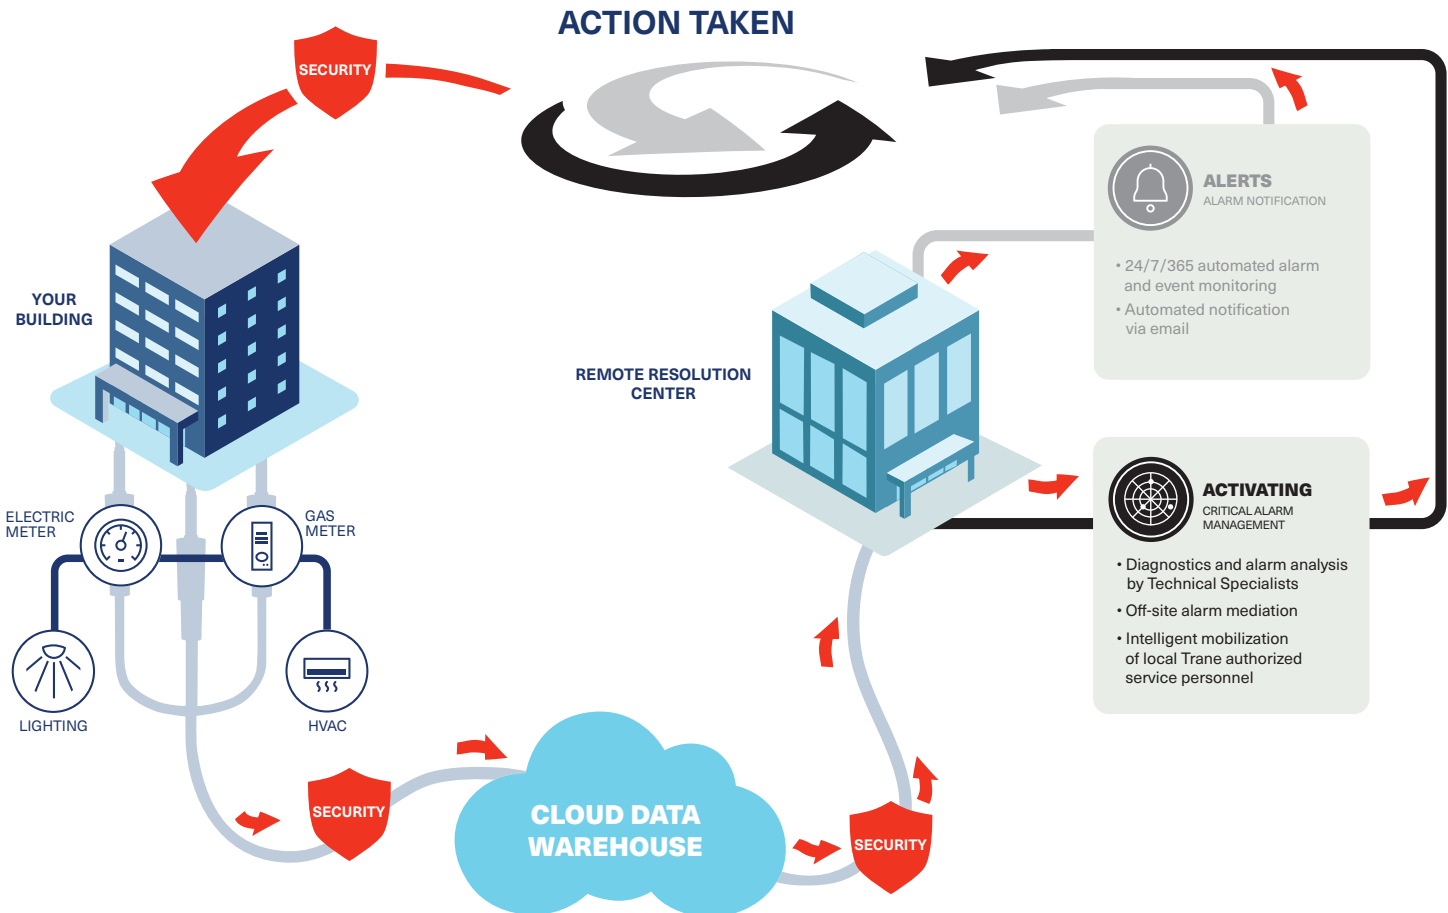 ACTION TAKEN
SECURITY
ALERTS
ALARM NOTIFICATION
• 24/7/365 automated alarm
and event monitoring
• Automated notification
via email
YOUR
BUILDING
REMOTE RESOLUTION
CENTER
ACTIVATING
CRITICAL ALARM
MANAGEMENT
• Diagnostics and alarm analysis
by Technical Specialists
• Off-site alarm mediation
• Intelligent mobilization
of local Trane authorized
service personnel
ELECTRIC
METER
GAS
METER
LIGHTING
HVAC
SECURITY
CLOUD DATA
WAREHOUSE
SECURITY